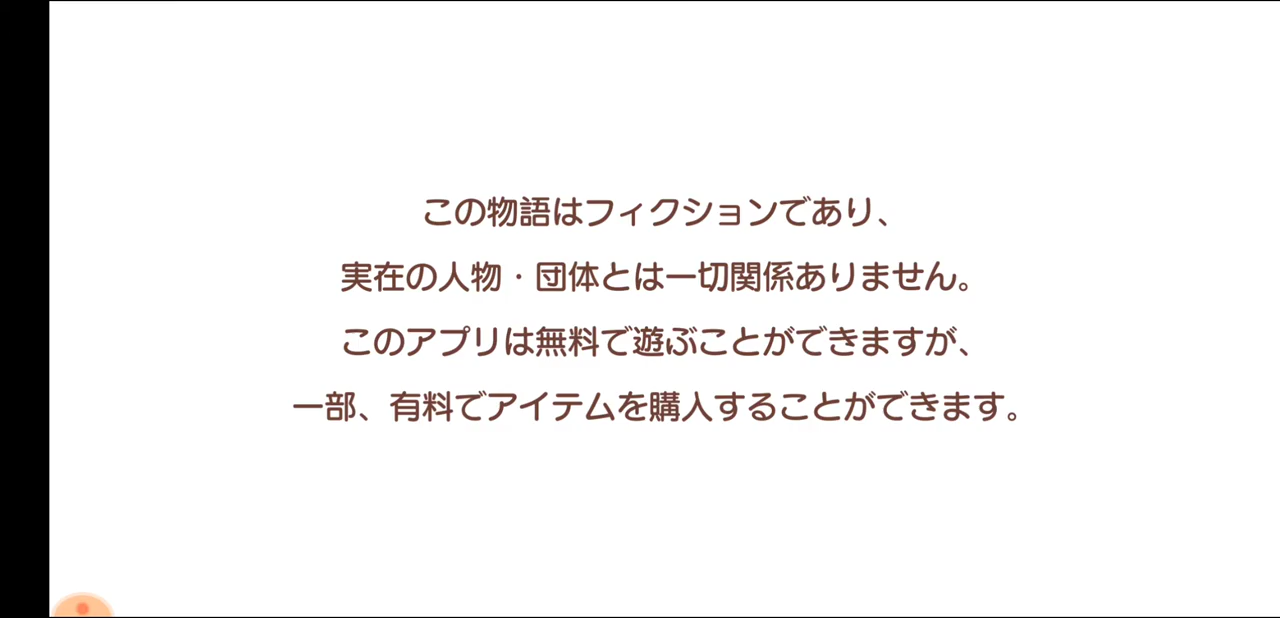 この物語はフィクションであり、
実在の人物・団体とは一切関係ありません。
このアプリは無料で遊ぶことができますが、
一部、有料でアイテムを購入することができます。